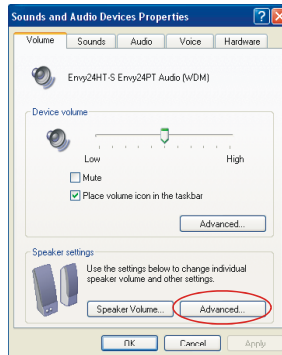 Sounds and Audio Devices Properties
Volume Sounds Audio Voice Hardware
Envy24HT-S Envy24PT Audio (WDM)
Device volume
Low High
Mute
Place volume icon in the taskbar
Advanced...
Speaker settings
Use the settings below to change individual
speaker volume and other settings.
Speaker Volume... Advanced...
OK Cancel Apply